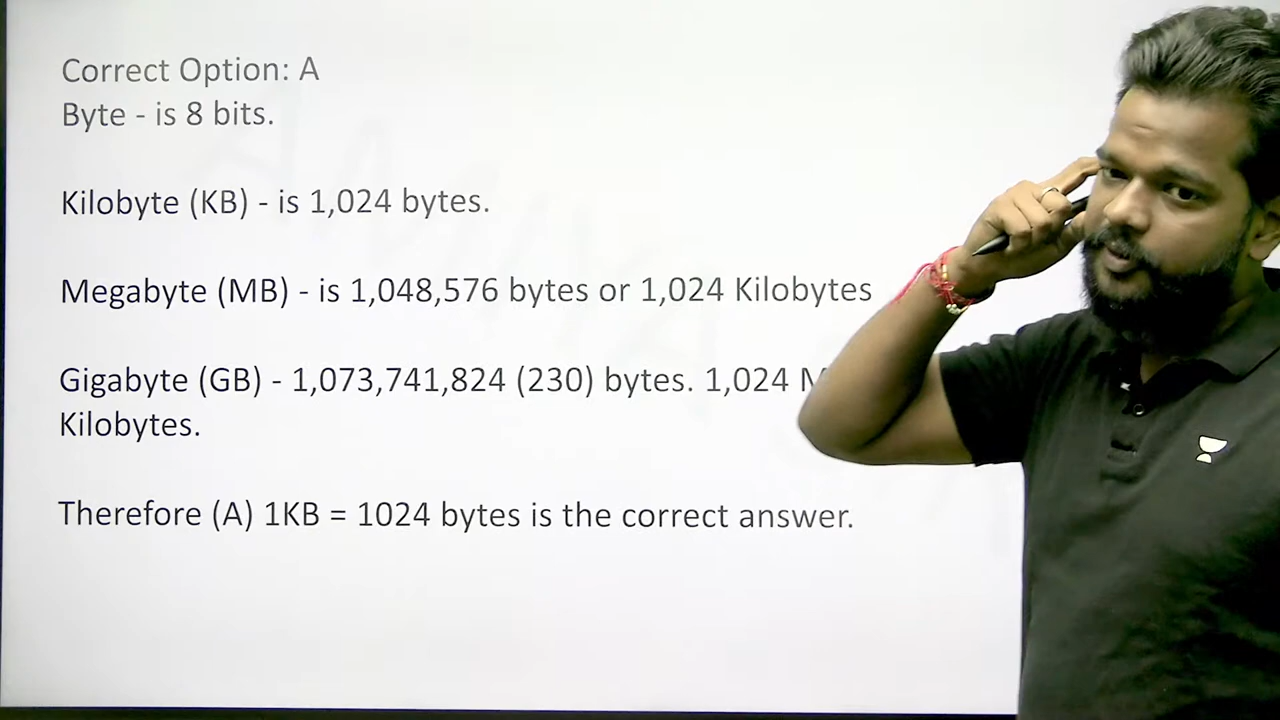 Correct Option: A
Byte - is 8 bits.
Kilobyte (KB) - is 1,024 bytes.
Megabyte (MB) - is 1,048,576 bytes or 1,024 Kilobytes
Gigabyte (GB) - 1,073,741,824 (230) bytes. 1,024
Kilobytes.
Therefore (A) 1KB = 1024 bytes is the correct answer.